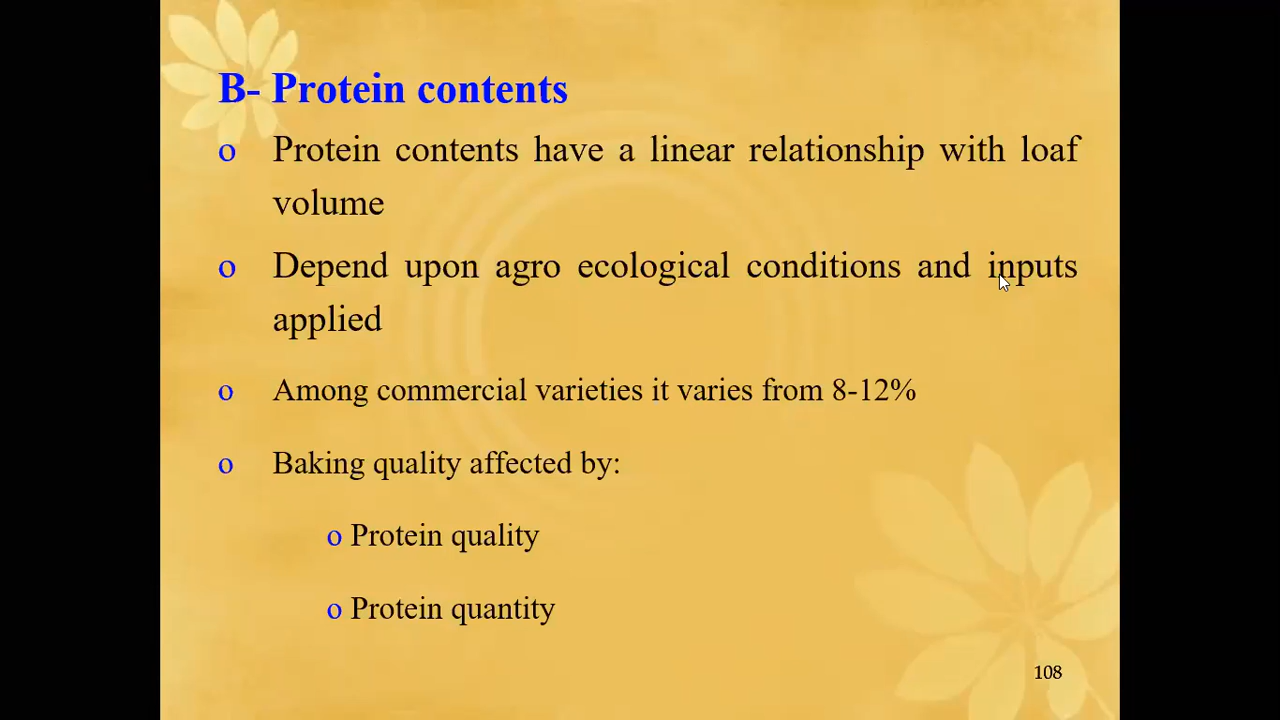 B- Protein contents
o Protein contents have a linear relationship with loaf
volume
o Depend upon agro ecological conditions and inputs
applied
o Among commercial varieties it varies from 8-12%
o Baking quality affected by:
o Protein quality
o Protein quantity
108